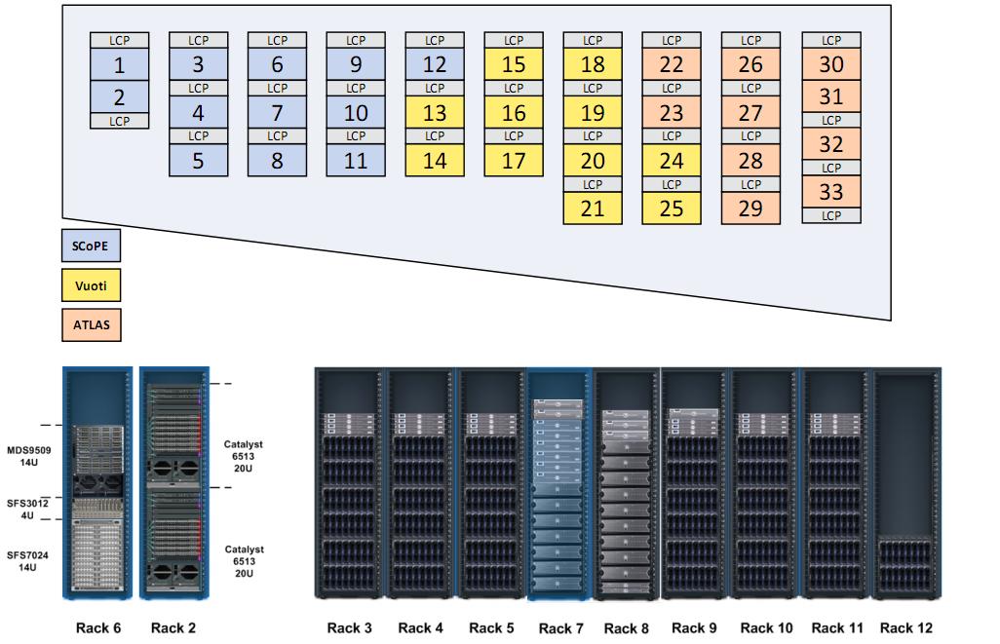 LCP LCP LCP LCP LCP LCP LCP LCP LCP LCP
1 3 6 9 12 15 18 22 26 30
LCP LCP LCP LCP LCP LCP LCP LCP
2 4 7 10 13 16 19 23 27 31
LCP LCP LCP LCP LCP LCP LCP LCP LCP LCP
5 8 11 14 17 20 24 28 32
LCP LCP LCP LCP
21 25 29 33
LCP
SCoPE
Vuoti
ATLAS
MDS9509
14U
SFS3012
4U
SFS7024
14U
Catalyst
6513
20U
Catalyst
6513
20U
Rack 6 Rack 2 Rack 3 Rack 4 Rack 5 Rack 7 Rack 8 Rack 9 Rack 10 Rack 11 Rack 12